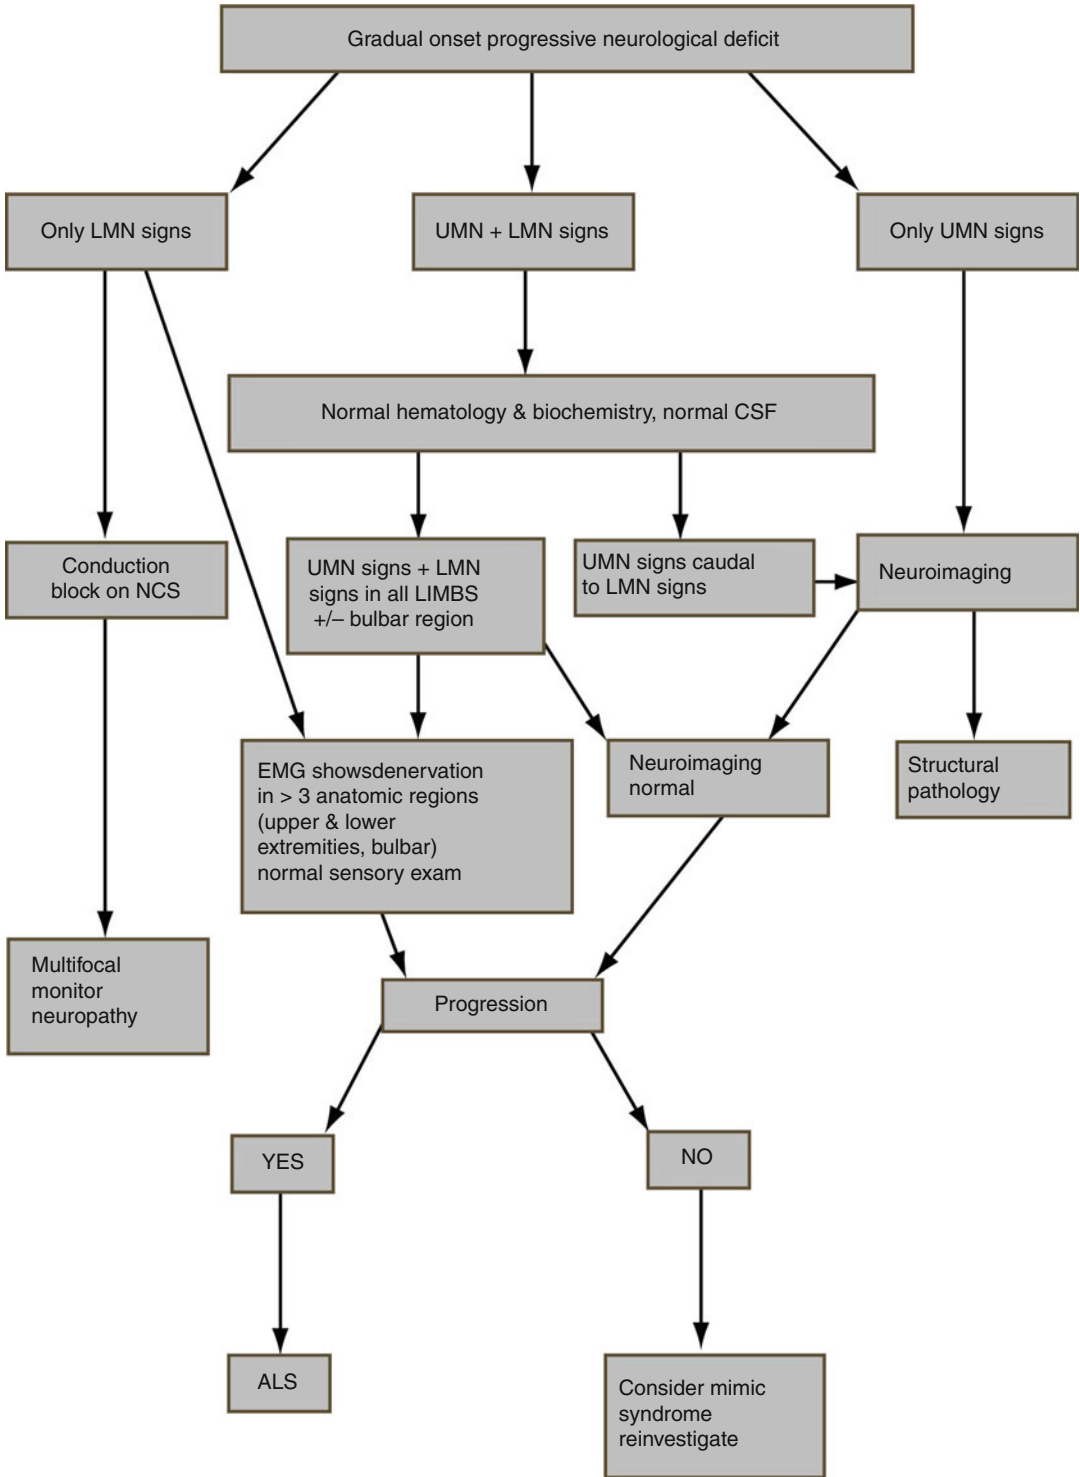 Gradual onset progressive neurological deficit
Only LMN signs
UMN + LMN signs
Only UMN signs
Normal hematology & biochemistry, normal CSF
Conduction
block on NCS
UMN signs + LMN
signs in all LIMBS
+/– bulbar region
UMN signs caudal
to LMN signs
Neuroimaging
EMG showsdenervation
in > 3 anatomic regions
(upper & lower
extremities, bulbar)
normal sensory exam
Neuroimaging
normal
Structural
pathology
Multifocal
monitor
neuropathy
Progression
YES
NO
ALS
Consider mimic
syndrome
reinvestigate